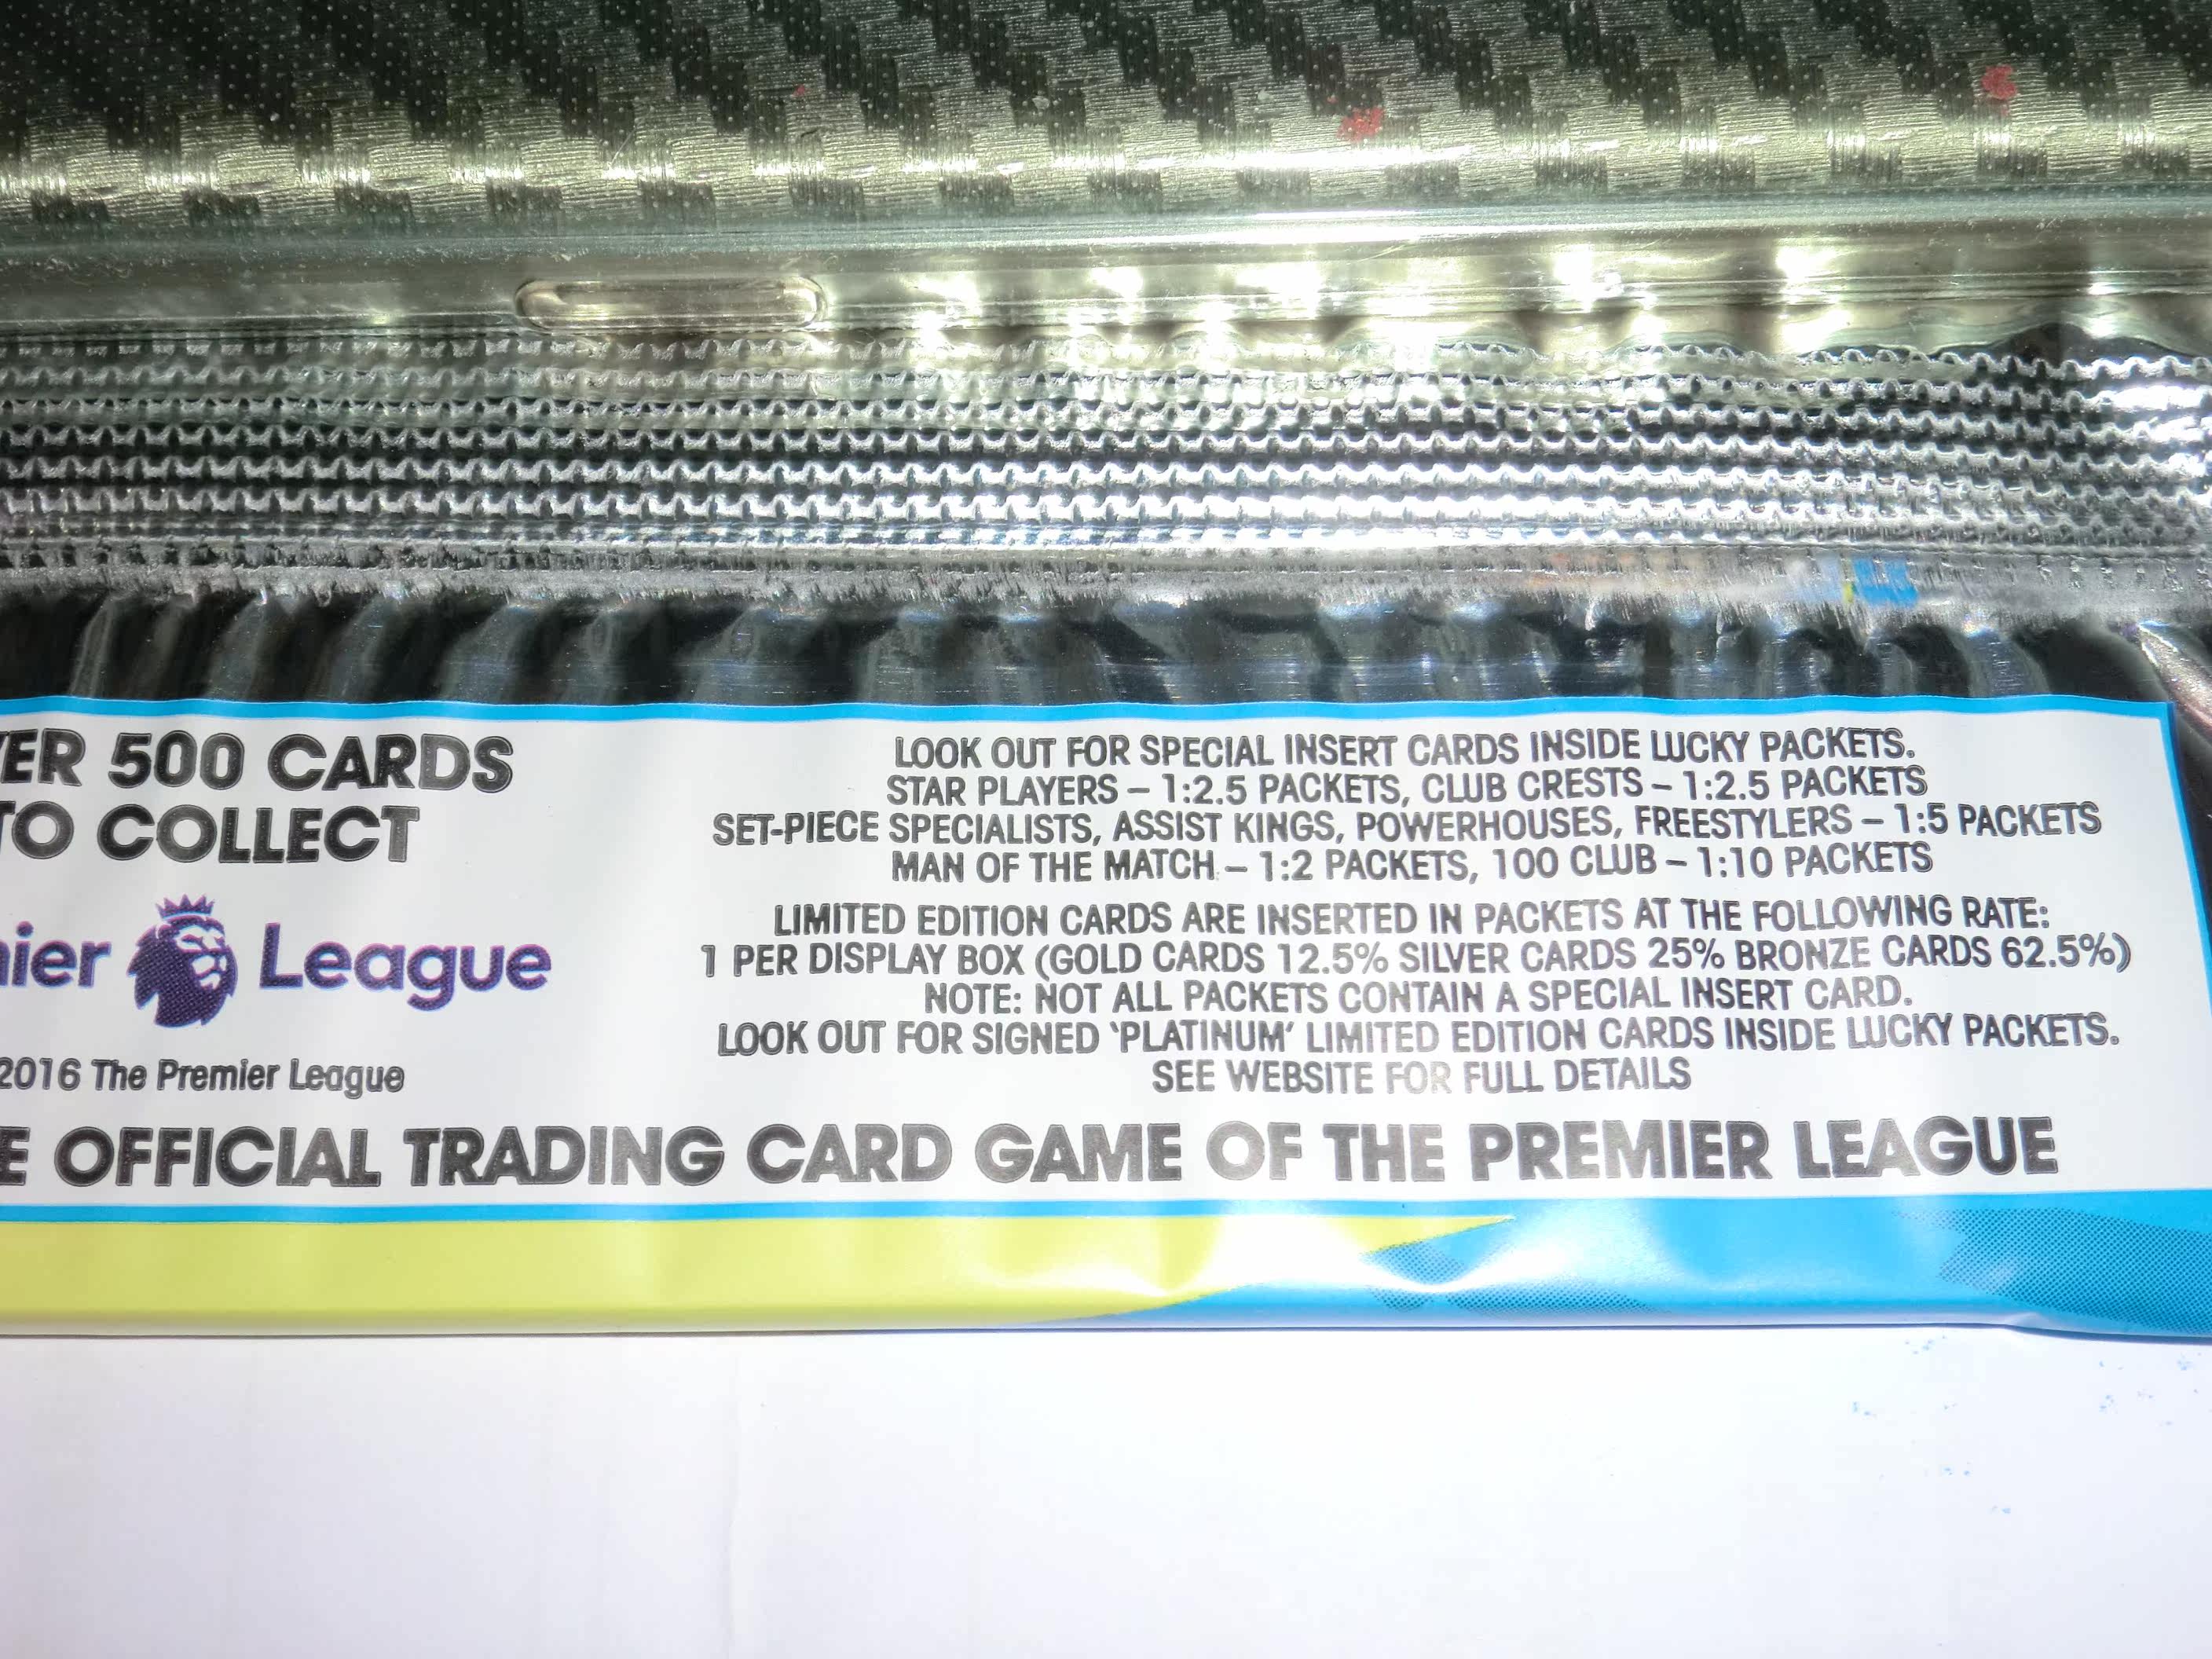 ER 500 CARDS
TO COLLECT
nier League
2016 The Premier League
LOOK OUT FOR SPECIAL INSERT CARDS INSIDE LUCKY PACKETS.
STAR PLAYERS – 1:2.5 PACKETS, CLUB CRESTS – 1:2.5 PACKETS
SET-PIECE SPECIALISTS, ASSIST KINGS, POWERHOUSES, FREESTYLERS – 1:5 PACKETS
MAN OF THE MATCH – 1:2 PACKETS, 100 CLUB – 1:10 PACKETS
LIMITED EDITION CARDS ARE INSERTED IN PACKETS AT THE FOLLOWING RATE:
1 PER DISPLAY BOX (GOLD CARDS 12.5% SILVER CARDS 25% BRONZE CARDS 62.5%)
NOTE: NOT ALL PACKETS CONTAIN A SPECIAL INSERT CARD.
LOOK OUT FOR SIGNED ‘PLATINUM’ LIMITED EDITION CARDS INSIDE LUCKY PACKETS.
SEE WEBSITE FOR FULL DETAILS
E OFFICIAL TRADING CARD GAME OF THE PREMIER LEAGUE